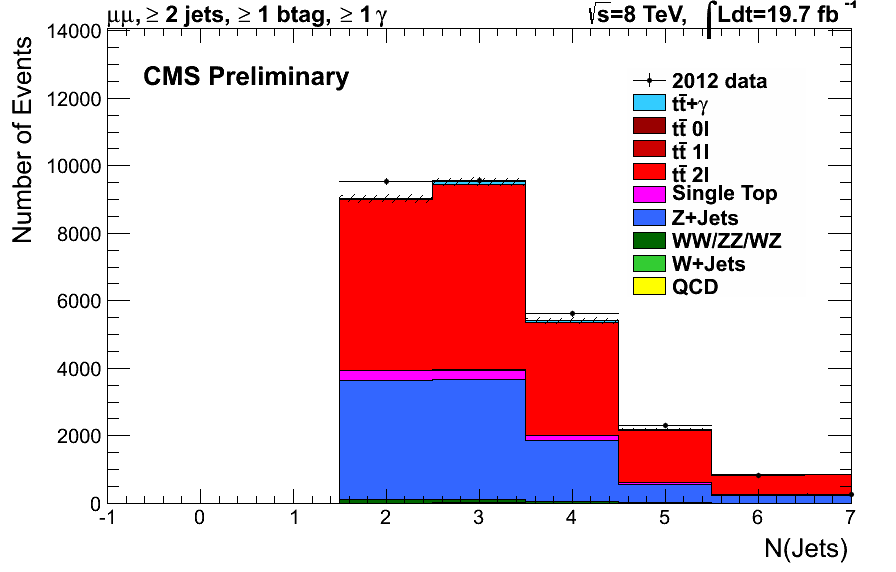 μμ, ≥ 2 jets, ≥ 1 btag, ≥ 1 γ
√s=8 TeV, ∫Ldt=19.7 fb⁻¹
CMS Preliminary
Number of Events
14000
12000
10000
8000
6000
4000
2000
0
2012 data
tt̄+γ
tt̄ 0l
tt̄ 1l
tt̄ 2l
Single Top
Z+Jets
WW/ZZ/WZ
W+Jets
QCD
-1 0 1 2 3 4 5 6 7
N(Jets)